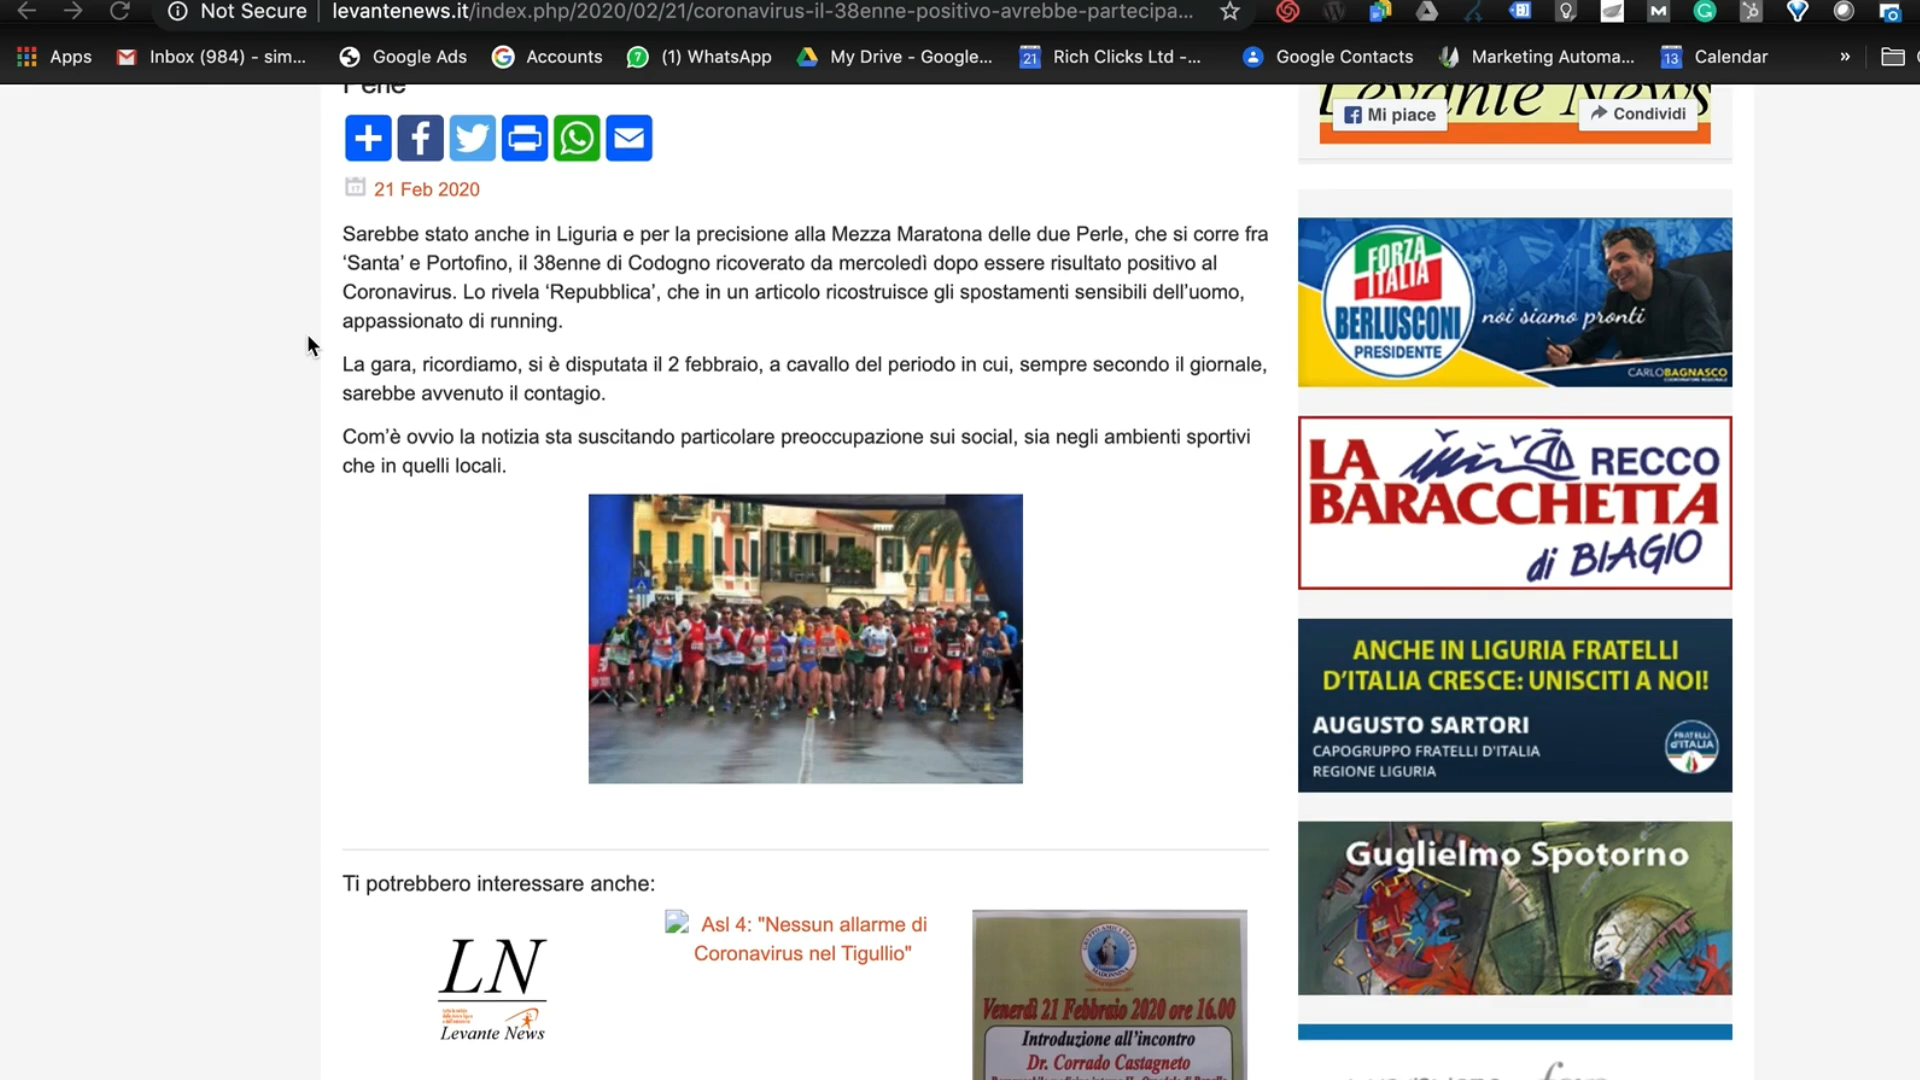 Not Secure
levantenews.it/index.php/2020/02/21/coronavirus-il-38enne-positivo-avrebbe-partecipa...
Apps
Inbox (984) - sim...
Google Ads
Accounts
(1) WhatsApp
My Drive - Google...
21
Rich Clicks Ltd -...
Google Contacts
Marketing Automa...
13
Calendar
»
Perle
21 Feb 2020
Sarebbe stato anche in Liguria e per la precisione alla Mezza Maratona delle due Perle, che si corre fra
‘Santa’ e Portofino, il 38enne di Codogno ricoverato da mercoledì dopo essere risultato positivo al
Coronavirus. Lo rivela ‘Repubblica’, che in un articolo ricostruisce gli spostamenti sensibili dell’uomo,
appassionato di running.
La gara, ricordiamo, si è disputata il 2 febbraio, a cavallo del periodo in cui, sempre secondo il giornale,
sarebbe avvenuto il contagio.
Com’è ovvio la notizia sta suscitando particolare preoccupazione sui social, sia negli ambienti sportivi
che in quelli locali.
Ti potrebbero interessare anche:
LN
Levante News
Asl 4: "Nessun allarme di
Coronavirus nel Tigullio"
Venerdì 21 Febbraio 2020 ore 16.00
Introduzione all'incontro
Dr. Corrado Castagneto
Levante News
Mi piace
Condividi
FORZA
ITALIA
BERLUSCONI
PRESIDENTE
noi siamo pronti
CARLOBAGNASCO
LA
RECCO
BARACCHETTA
di BIAGIO
ANCHE IN LIGURIA FRATELLI
D'ITALIA CRESCE: UNISCITI A NOI!
AUGUSTO SARTORI
CAPOGRUPPO FRATELLI D'ITALIA
REGIONE LIGURIA
FRATELLI
d'ITALIA
Guglielmo Spotorno